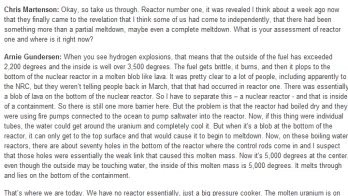 Chris Martenson: Okay, so take us through. Reactor number one, it was revealed I think about a week now
that they finally came to the revelation that I think some of us had come to independently, that there had been
something more than a partial meltdown, maybe even a complete meltdown. What is your assessment of reactor
one and where is it right now?
Arnie Gundersen: When you see hydrogen explosions, that means that the outside of the fuel has exceeded
2,200 degrees and the inside is well over 3,500 degrees. The fuel gets brittle, it burns, and then it plops to the
bottom of the nuclear reactor in a molten blob like lava. It was pretty clear to a lot of people, including apparently to
the NRC, but they weren't telling people back in March, that that had occurred in reactor one. There was essentially
a blob of lava on the bottom of the nuclear reactor. So I have to separate this – a nuclear reactor - and that is inside
of a containment. So there is still one more barrier here. But the problem is that the reactor had boiled dry and they
were using fire pumps connected to the ocean to pump saltwater into the reactor. Now, if this thing were individual
tubes, the water could get around the uranium and completely cool it. But when it's a blob at the bottom of the
reactor, it can only get to the top surface and that would cause it to begin to meltdown. Now, on these boiling water
reactors, there are about seventy holes in the bottom of the reactor where the control rods come in and I suspect
that those holes were essentially the weak link that caused this molten mass. Now it's 5,000 degrees at the center,
even though the outside may be touching water, the inside of this molten mass is 5,000 degrees. It melts through
and lies on the bottom of the containment.
That's where we are today. We have no reactor essentially, just a big pressure cooker. The molten uranium is on